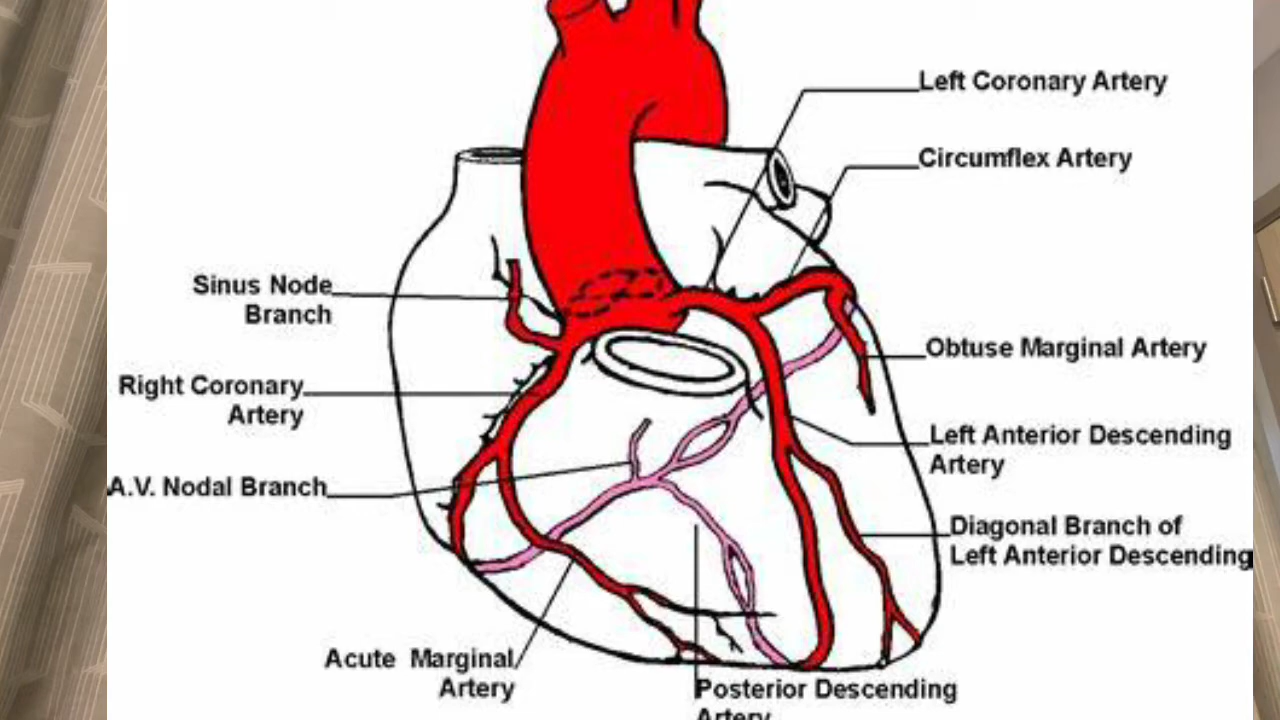 Left Coronary Artery
Circumflex Artery
Sinus Node
Branch
Obtuse Marginal Artery
Right Coronary
Artery
Left Anterior Descending
Artery
A.V. Nodal Branch
Diagonal Branch of
Left Anterior Descending
Acute Marginal
Artery
Posterior Descending
Artery